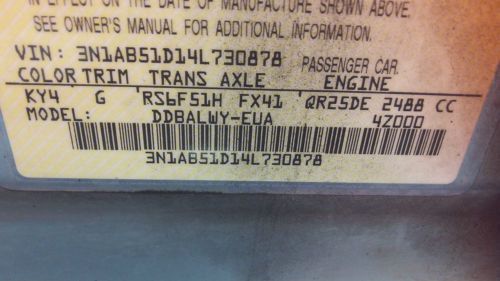 IN EFFECT ON THE DATE OF MANUFACTURE SHOWN ABOVE.
SEE OWNER'S MANUAL FOR ADDITIONAL INFORMATION.
VIN: 3N1AB51D14L730878 PASSENGER CAR
COLOR TRIM TRANS AXLE ENGINE
KY4 G RS6F51H FX41 QR25DE 2488 CC
MODEL: DDBALWY-EUA 4Z000
3N1AB51D14L730878